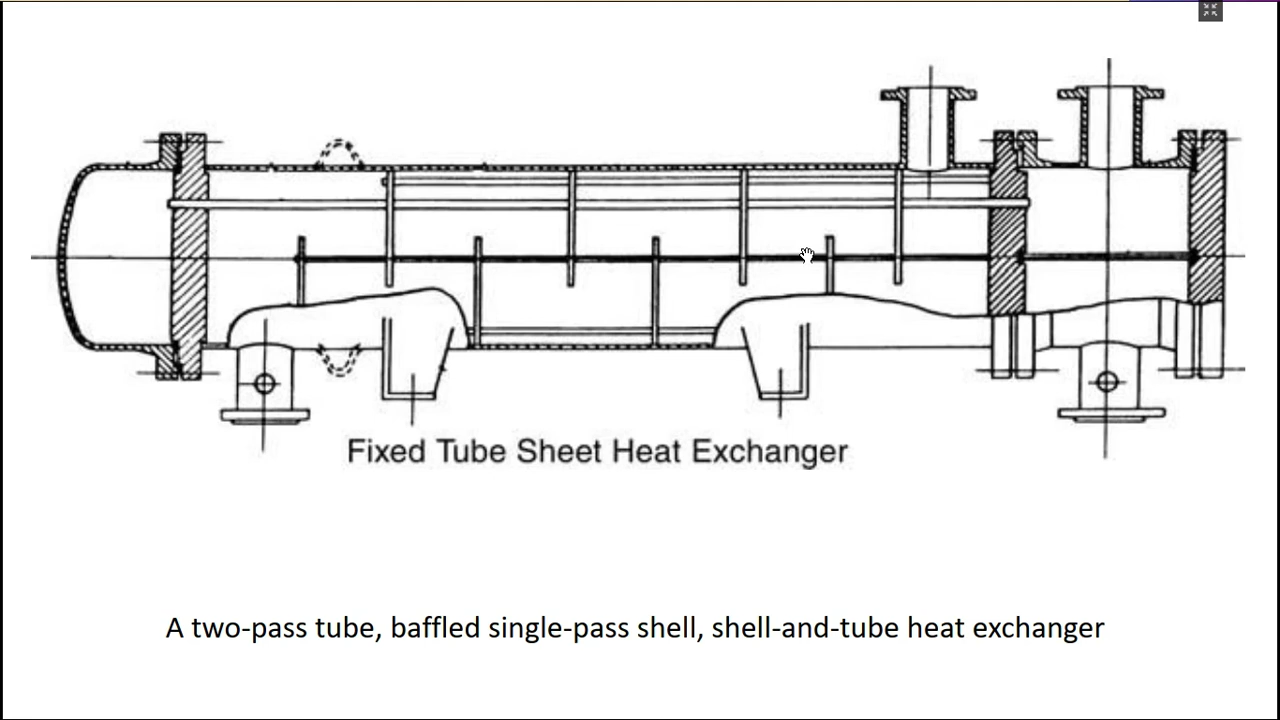 Fixed Tube Sheet Heat Exchanger
A two-pass tube, baffled single-pass shell, shell-and-tube heat exchanger